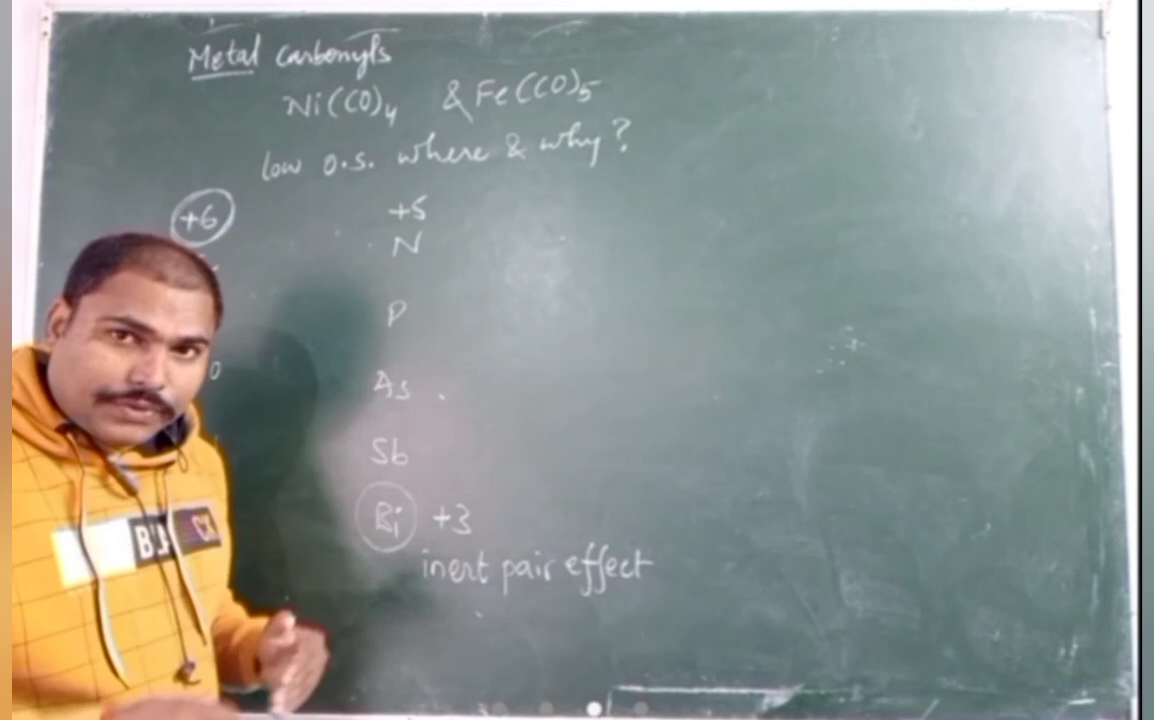 Metal Carbonyls
Ni(CO)4 & Fe(CO)5
low o.s. where & why?
+6 +5
N
P
0
As
Sb
Bi +3
inert pair effect